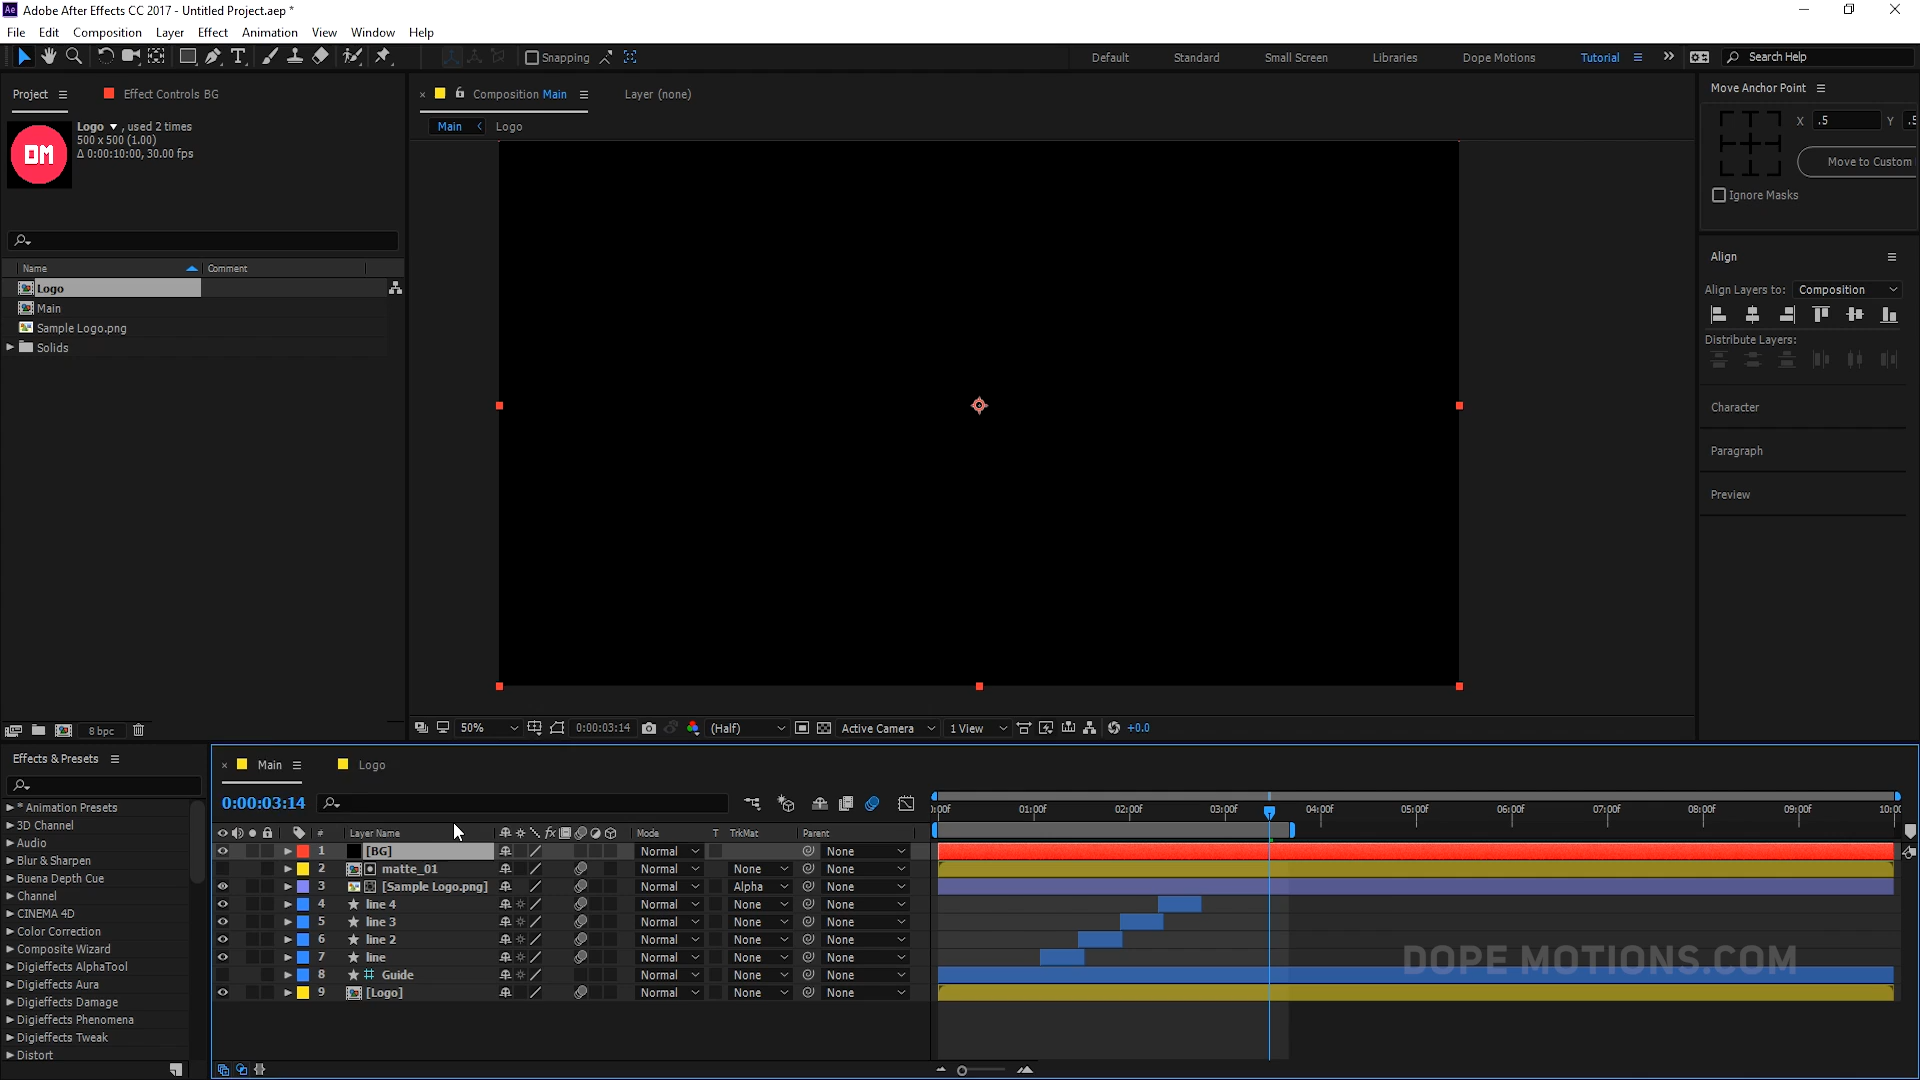 Adobe After Effects CC 2017 - Untitled Project.aep *
File Edit Composition Layer Effect Animation View Window Help
Snapping Default Standard Small Screen Libraries Dope Motions Tutorial Search Help
Project Effect Controls BG
Composition Main Layer (none)
Move Anchor Point
Logo , used 2 times
500 x 500 (1.00)
Δ 0:00:10:00, 30.00 fps
DM
Main Logo
X .5 Y .5
Move to Custom
Ignore Masks
Name Comment
Logo
Main
Sample Logo.png
Solids
Align
Align Layers to: Composition
Distribute Layers:
Character
Paragraph
Preview
8 bpc
50% 0:00:03:14 (Half) Active Camera 1 View +0.0
Effects & Presets
* Animation Presets
3D Channel
Audio
Blur & Sharpen
Buena Depth Cue
Channel
CINEMA 4D
Color Correction
Composite Wizard
Digieffects AlphaTool
Digieffects Aura
Digieffects Damage
Digieffects Phenomena
Digieffects Tweak
Distort
Main Logo
0:00:03:14
):00f 01:00f 02:00f 03:00f 04:00f 05:00f 06:00f 07:00f 08:00f 09:00f 10:00
# Layer Name fx Mode T TrkMat Parent
1 [BG] Normal None
2 matte_01 Normal None None
3 [Sample Logo.png] Normal Alpha None
4 line 4 Normal None None
5 line 3 Normal None None
6 line 2 Normal None None
7 line Normal None None
8 Guide Normal None None
9 [Logo] Normal None None
DOPE MOTIONS.COM